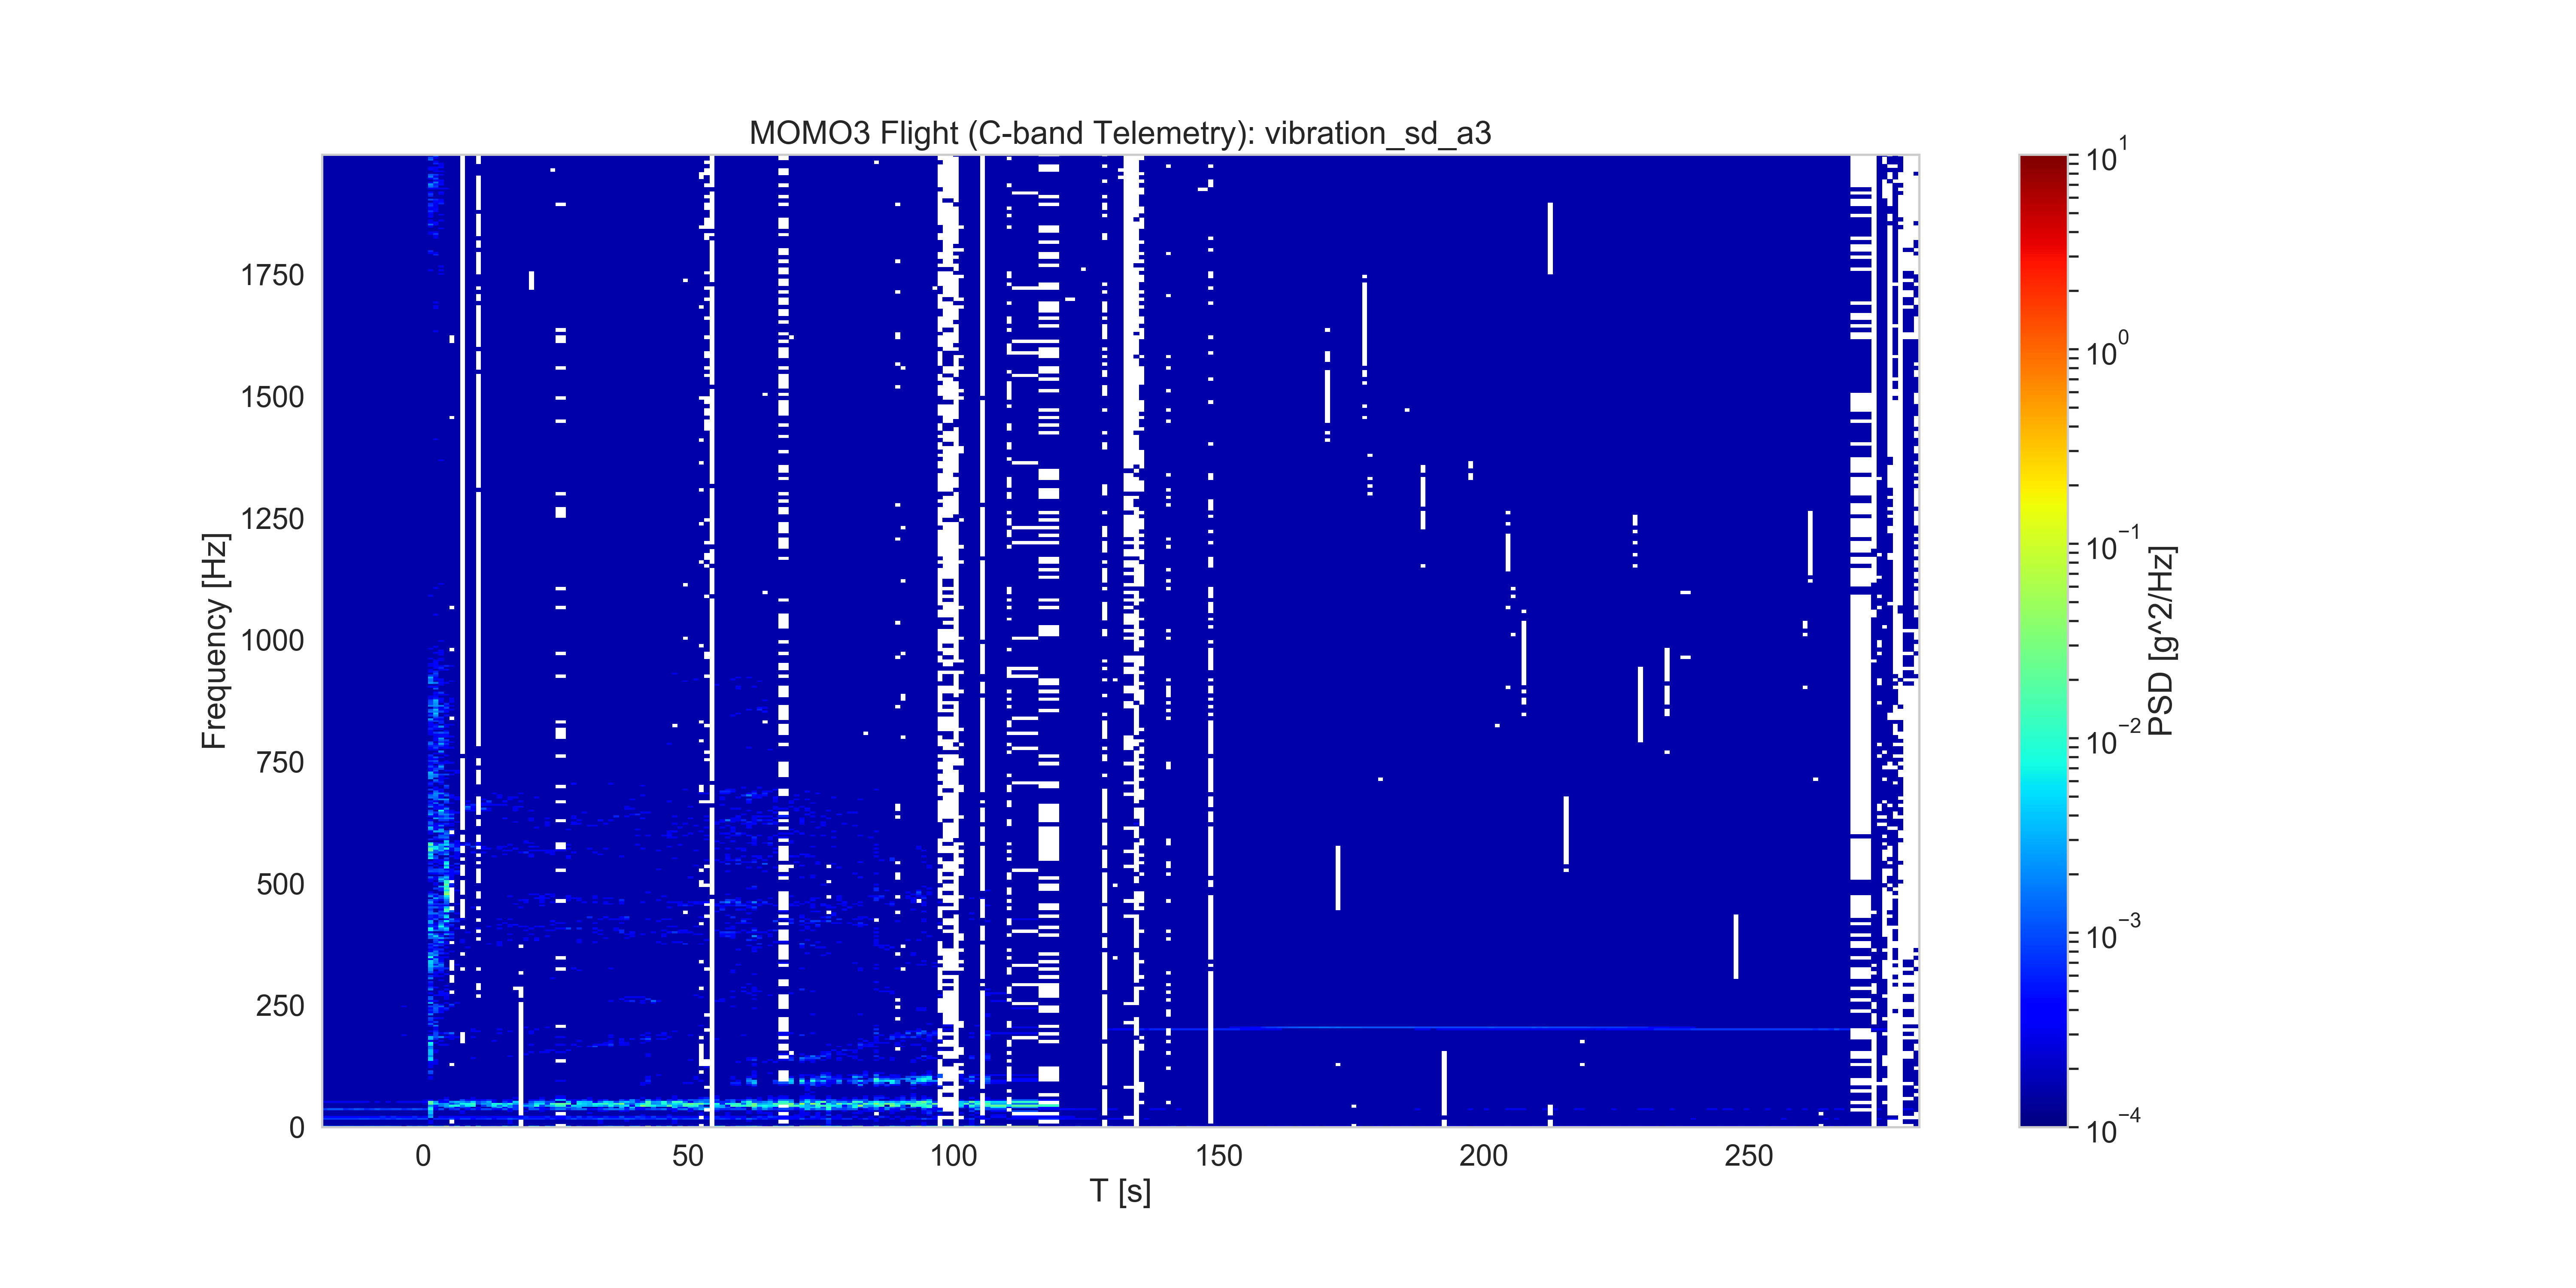 MOMO3 Flight (C-band Telemetry): vibration_sd_a3
Frequency [Hz]
1750
1500
1250
1000
750
500
250
0
0 50 100 150 200 250
T [s]
10^1
10^0
10^−1
10^−2
10^−3
10^−4
PSD [g^2/Hz]